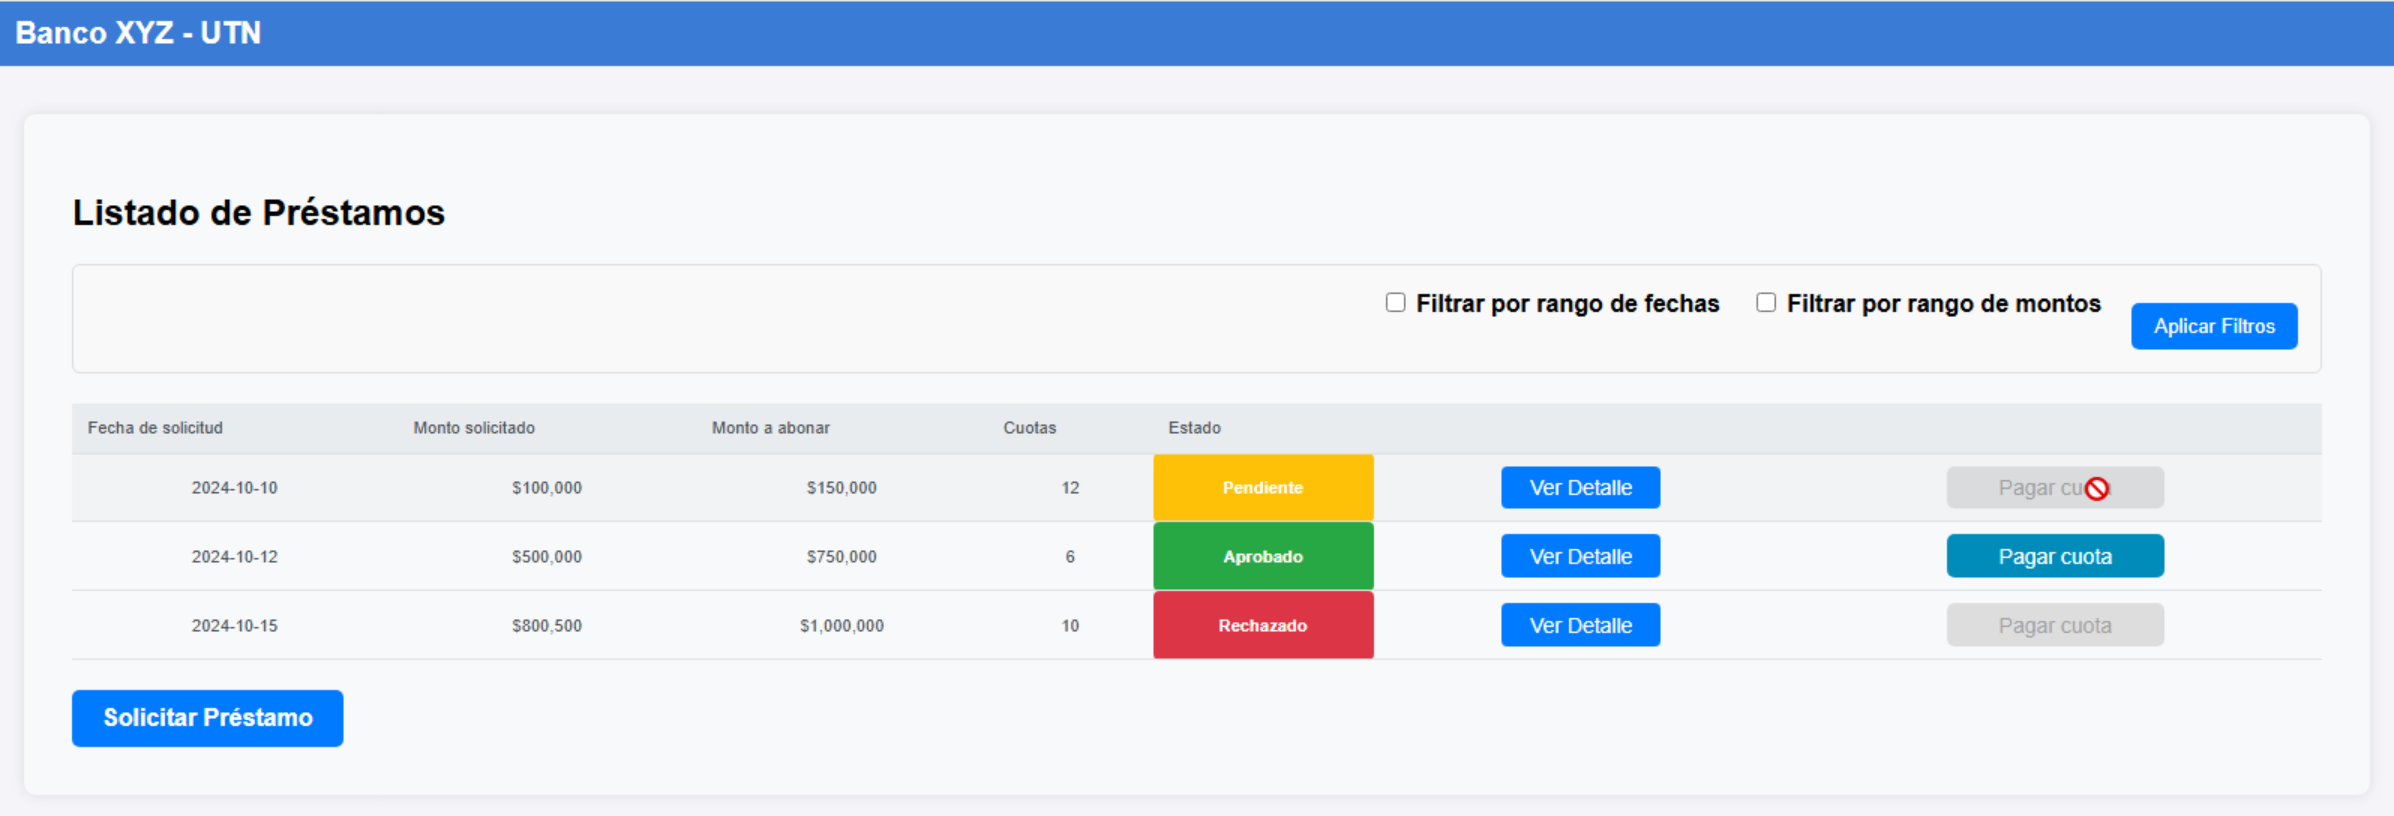 Banco XYZ - UTN
Listado de Préstamos
Filtrar por rango de fechas Filtrar por rango de montos Aplicar Filtros
Fecha de solicitud Monto solicitado Monto a abonar Cuotas Estado
2024-10-10 $100,000 $150,000 12 Pendiente Ver Detalle Pagar
2024-10-12 $500,000 $750,000 6 Aprobado Ver Detalle Pagar cuota
2024-10-15 $800,500 $1,000,000 10 Rechazado Ver Detalle Pagar cuota
Solicitar Préstamo